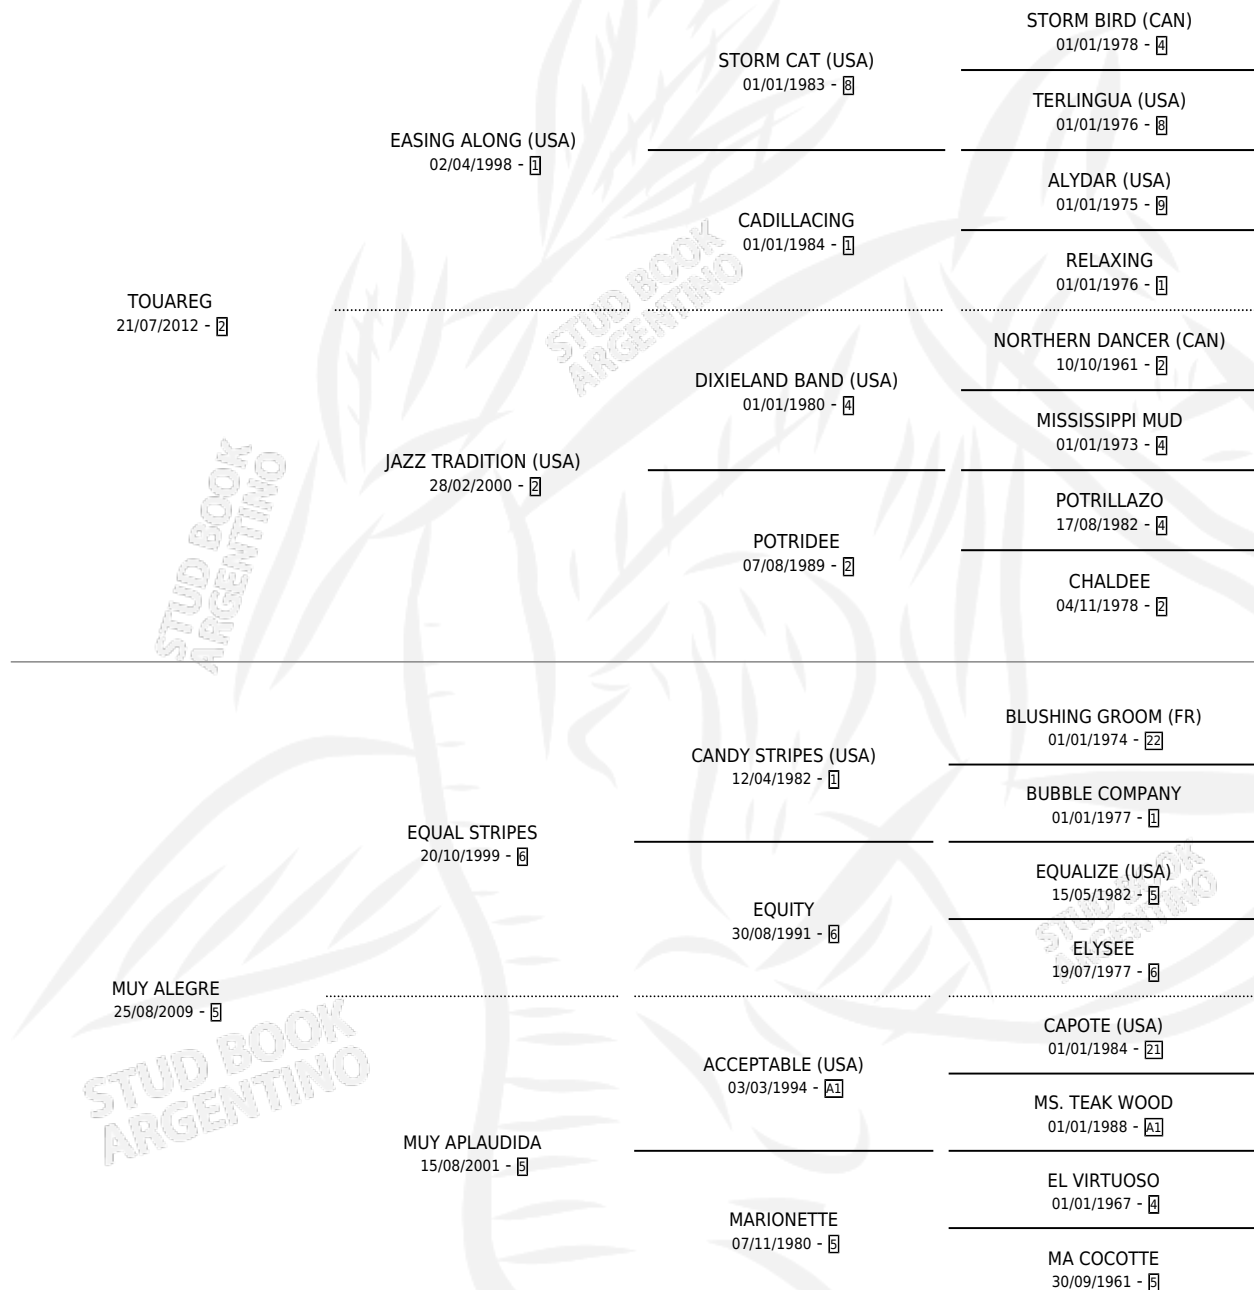 STORM BIRD (CAN)
01/01/1978 - 4
STORM CAT (USA)
01/01/1983 - 8
TERLINGUA (USA)
01/01/1976 - 8
EASING ALONG (USA)
02/04/1998 - 1
ALYDAR (USA)
01/01/1975 - 9
CADILLACING
01/01/1984 - 1
RELAXING
01/01/1976 - 1
TOUAREG
21/07/2012 - 2
NORTHERN DANCER (CAN)
10/10/1961 - 2
DIXIELAND BAND (USA)
01/01/1980 - 4
MISSISSIPPI MUD
01/01/1973 - 4
JAZZ TRADITION (USA)
28/02/2000 - 2
POTRILLAZO
17/08/1982 - 4
POTRIDEE
07/08/1989 - 2
CHALDEE
04/11/1978 - 2
BLUSHING GROOM (FR)
01/01/1974 - 22
CANDY STRIPES (USA)
12/04/1982 - 1
BUBBLE COMPANY
01/01/1977 - 1
EQUAL STRIPES
20/10/1999 - 6
EQUALIZE (USA)
15/05/1982 - 5
EQUITY
30/08/1991 - 6
ELYSEE
19/07/1977 - 6
MUY ALEGRE
25/08/2009 - 5
CAPOTE (USA)
01/01/1984 - 21
ACCEPTABLE (USA)
03/03/1994 - A1
MS. TEAK WOOD
01/01/1988 - A1
MUY APLAUDIDA
15/08/2001 - 5
EL VIRTUOSO
01/01/1967 - 4
MARIONETTE
07/11/1980 - 5
MA COCOTTE
30/09/1961 - 5
STUD BOOK
ARGENTINO
STUD BOOK
ARGENTINO
STUD BOOK
ARGENTINO
STUD BOOK
ARGENTINO